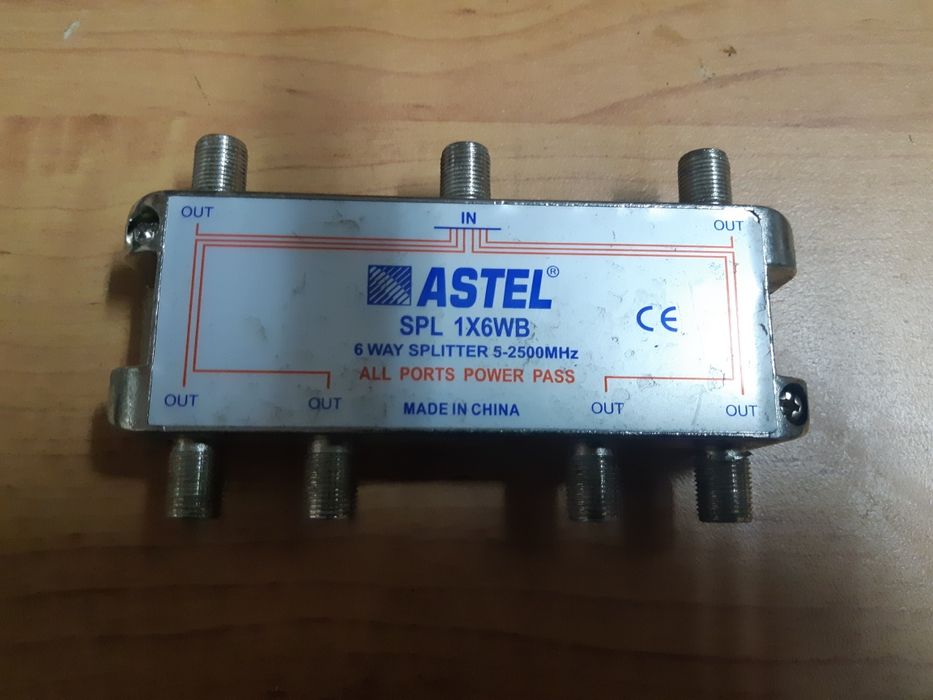 OUT
IN
OUT
ASTEL®
SPL 1X6WB
CE
6 WAY SPLITTER 5-2500MHz
ALL PORTS POWER PASS
OUT
OUT
MADE IN CHINA
OUT
OUT